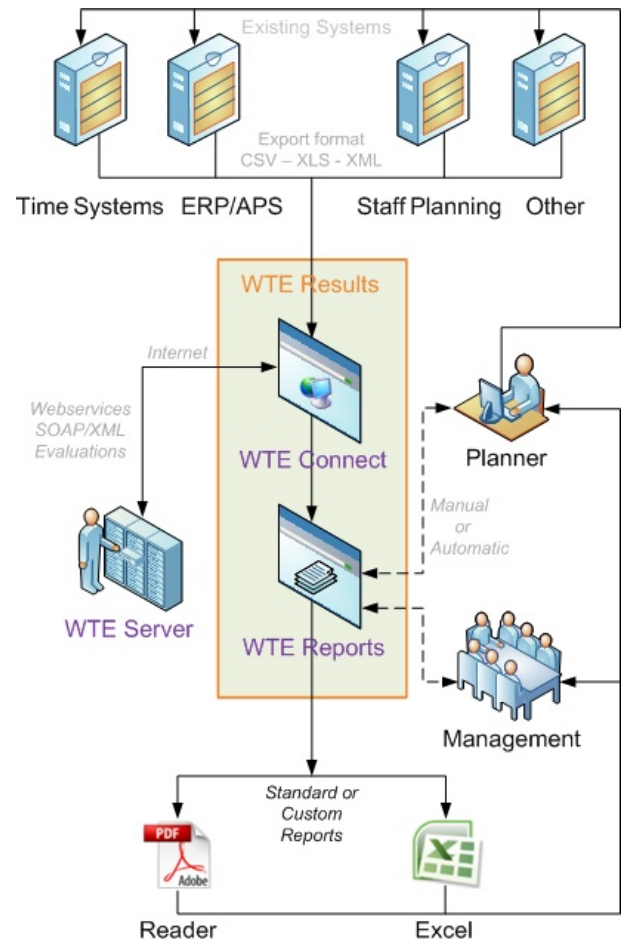 Existing Systems
Export format
CSV – XLS - XML
Time Systems
ERP/APS
Staff Planning
Other
WTE Results
Internet
Webservices
SOAP/XML
Evaluations
WTE Connect
Planner
Manual
or
Automatic
WTE Server
WTE Reports
Management
Standard or
Custom
Reports
PDF
Adobe
Reader
Excel